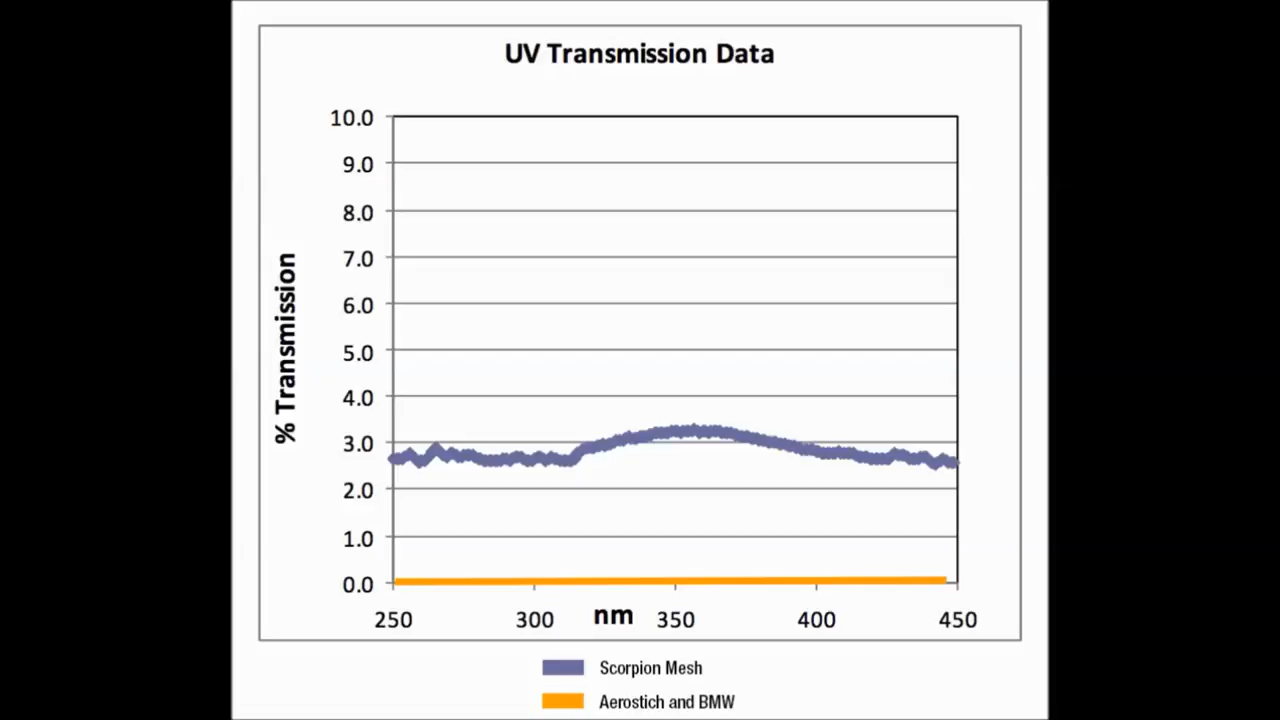 UV Transmission Data
10.0
9.0
8.0
7.0
6.0
5.0
4.0
3.0
2.0
1.0
0.0
% Transmission
250 300 nm 350 400 450
Scorpion Mesh
Aerostich and BMW